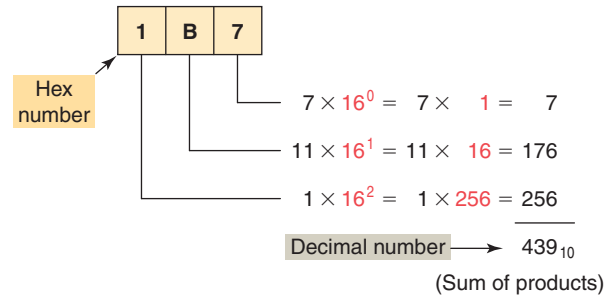 1 B 7
Hex
number
7 × 16⁰ = 7 × 1 = 7
11 × 16¹ = 11 × 16 = 176
1 × 16² = 1 × 256 = 256
Decimal number 439₁₀
(Sum of products)